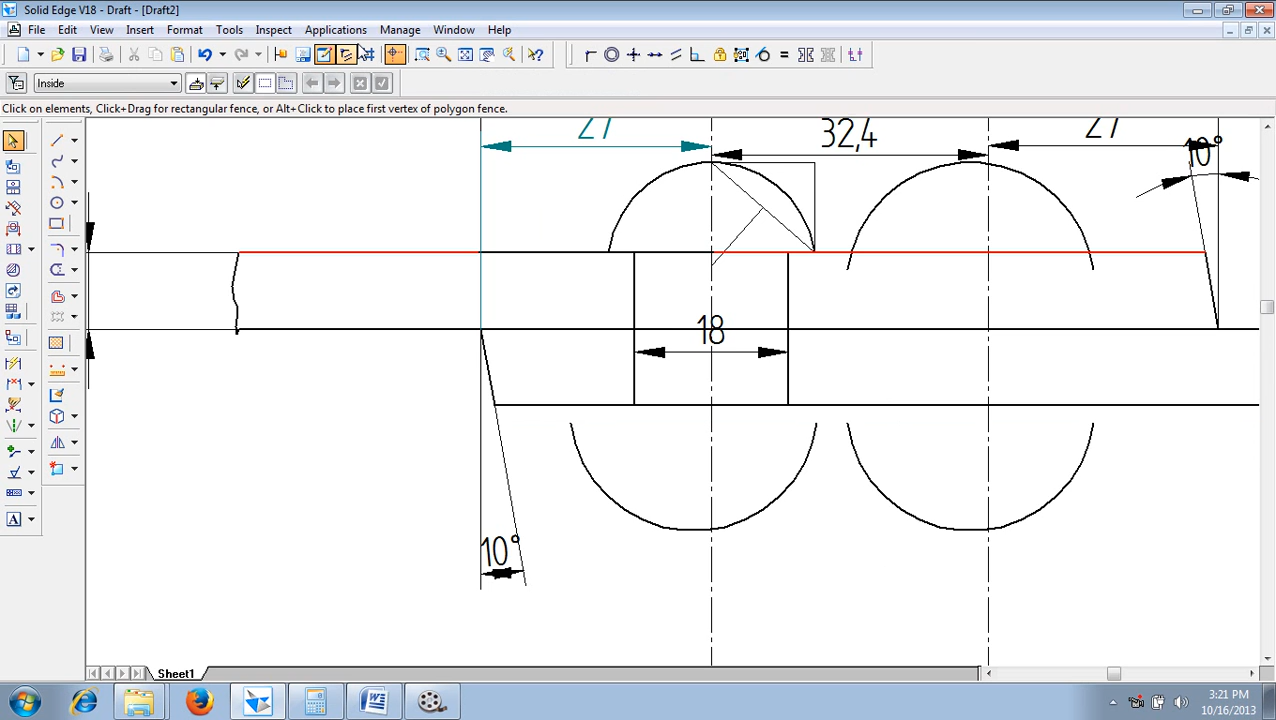 Solid Edge V18 - Draft - [Draft2]
File Edit View Insert Format Tools Inspect Applications Manage Window Help
Inside
Click on elements, Click+Drag for rectangular fence, or Alt+Click to place first vertex of polygon fence.
27 32,4 27
10°
18
10°
Sheet1
3:21 PM
10/16/2013